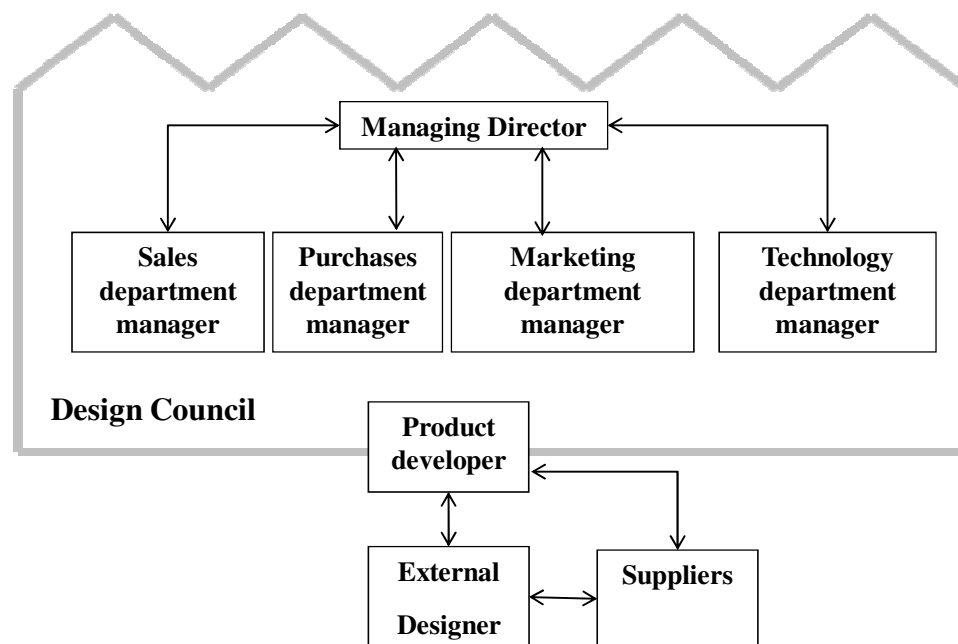 Managing Director
Sales
department
manager
Purchases
department
manager
Marketing
department
manager
Technology
department
manager
Design Council
Product
developer
External
Designer
Suppliers